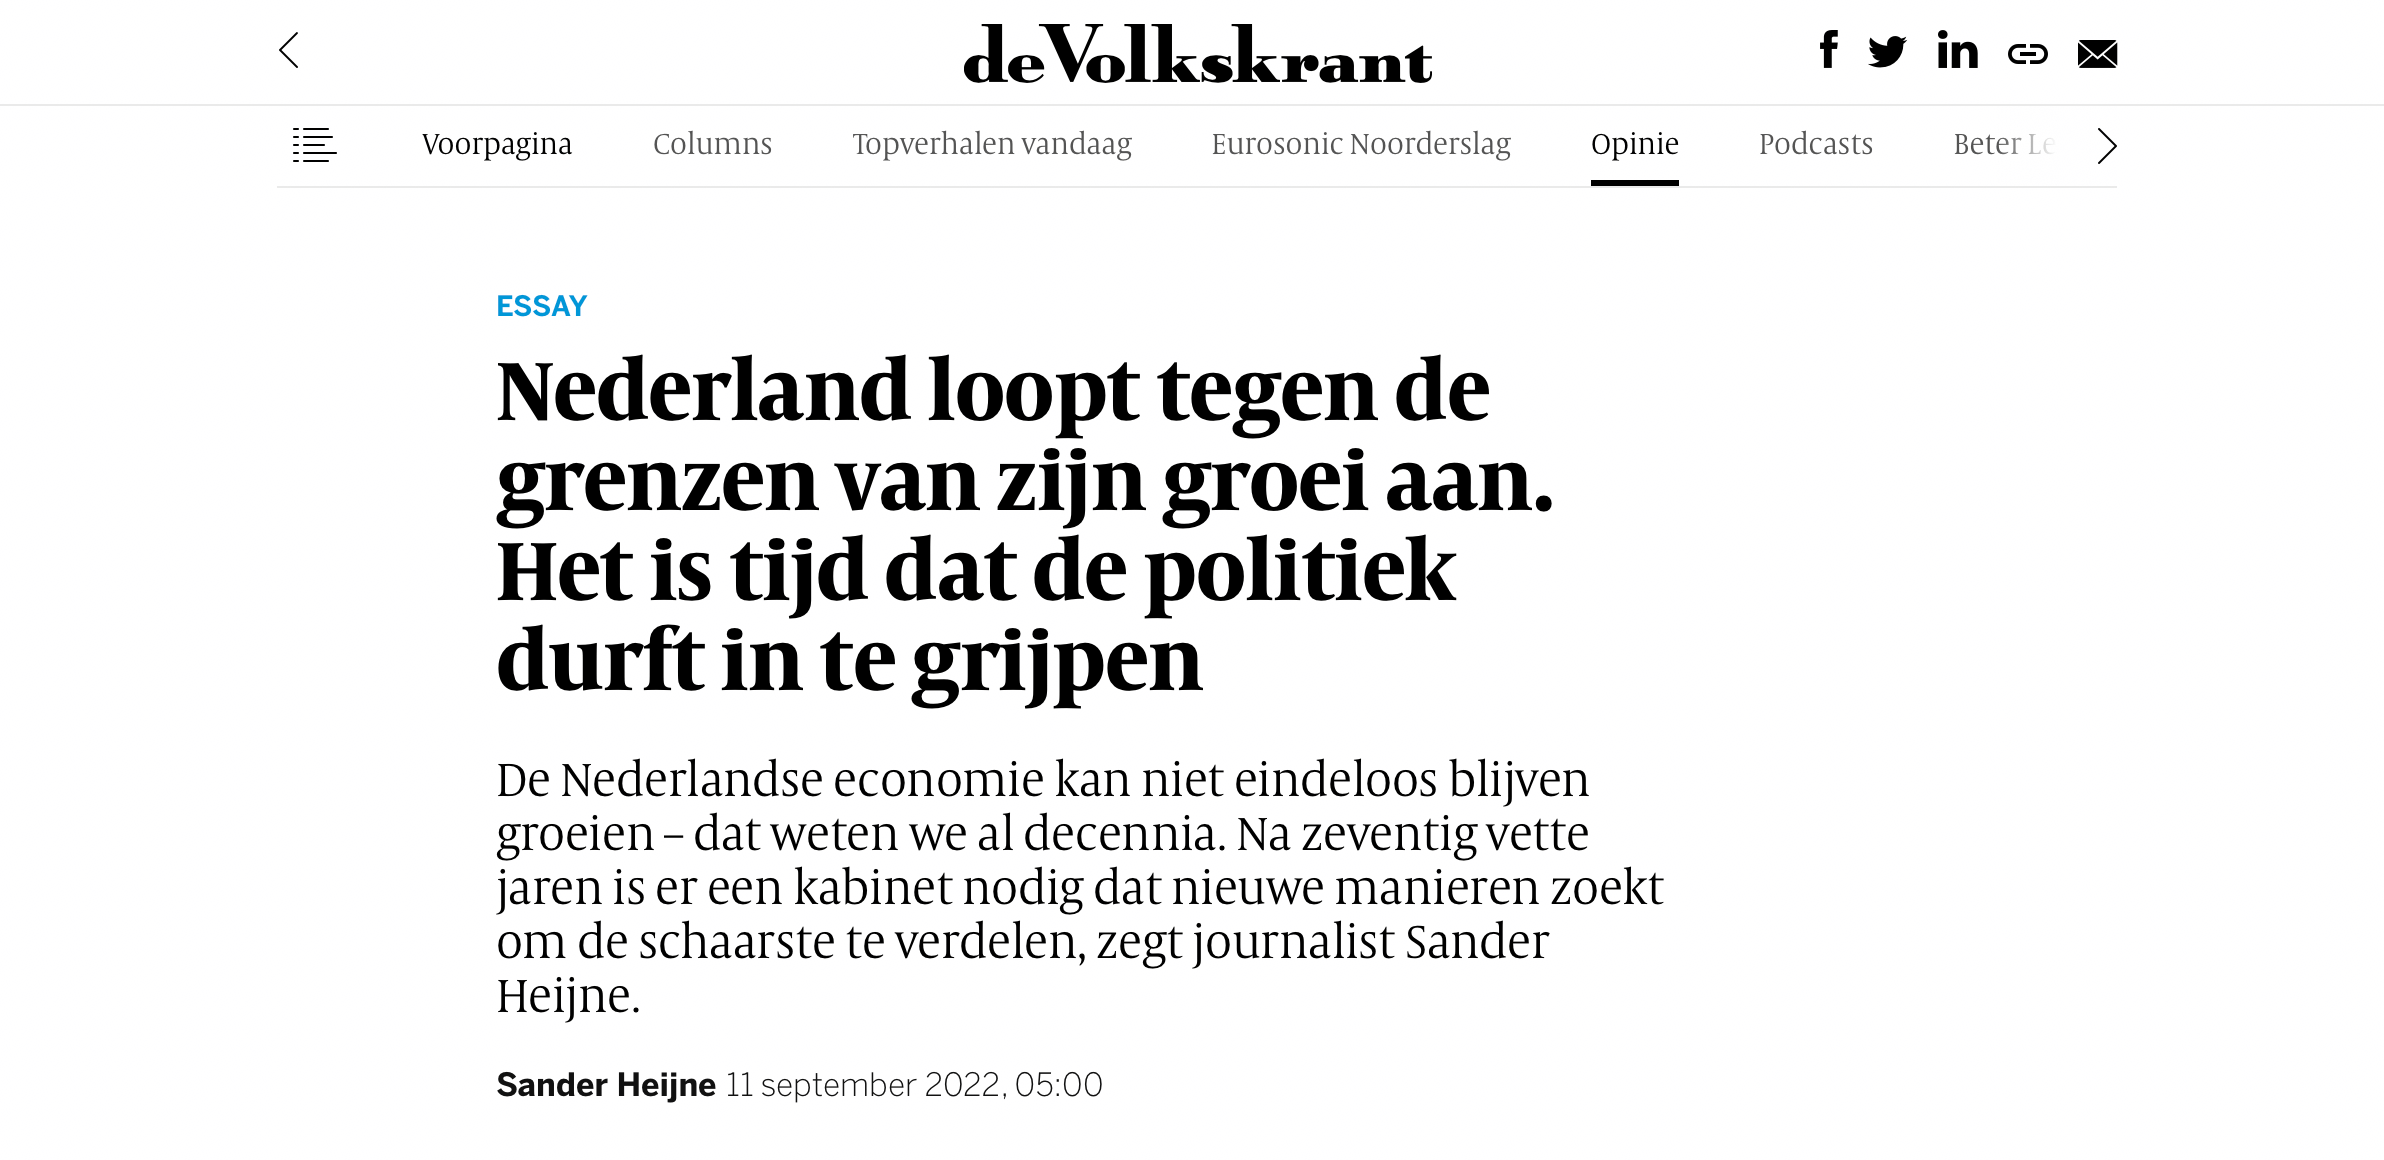 de Volkskrant
Voorpagina Columns Topverhalen vandaag Eurosonic Noorderslag Opinie Podcasts Beter Le
ESSAY
Nederland loopt tegen de
grenzen van zijn groei aan.
Het is tijd dat de politiek
durft in te grijpen
De Nederlandse economie kan niet eindeloos blijven
groeien – dat weten we al decennia. Na zeventig vette
jaren is er een kabinet nodig dat nieuwe manieren zoekt
om de schaarste te verdelen, zegt journalist Sander
Heijne.
Sander Heijne 11 september 2022, 05:00